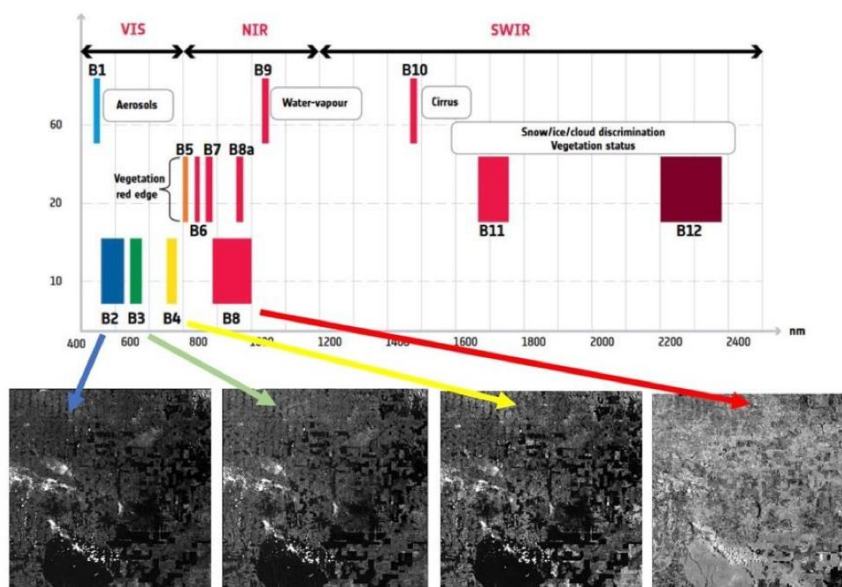 VIS NIR SWIR
B1 B9 B10
Aerosols Water-vapour Cirrus
60
Snow/ice/cloud discrimination
Vegetation status
B5 B7 B8a
Vegetation
red edge
20
B6 B11 B12
10
B2 B3 B4 B8
400 600 800 1000 1200 1400 1600 1800 2000 2200 2400 nm